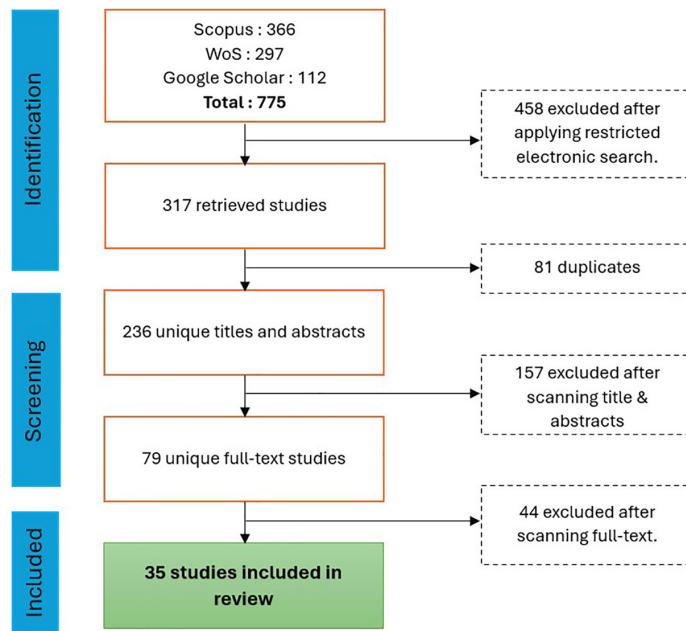 Identification
Scopus : 366
WoS : 297
Google Scholar : 112
Total : 775
458 excluded after
applying restricted
electronic search.
317 retrieved studies
81 duplicates
Screening
236 unique titles and abstracts
157 excluded after
scanning title &
abstracts
79 unique full-text studies
44 excluded after
scanning full-text.
Included
35 studies included in
review